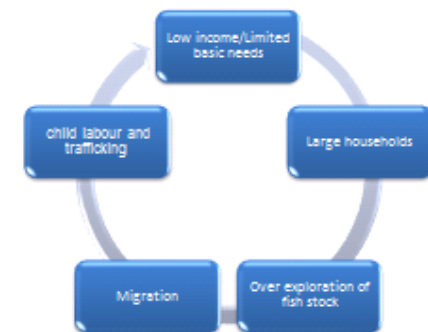 Low income/Limited
basic needs
Large households
Over exploration of
fish stock
Migration
child labour and
trafficking